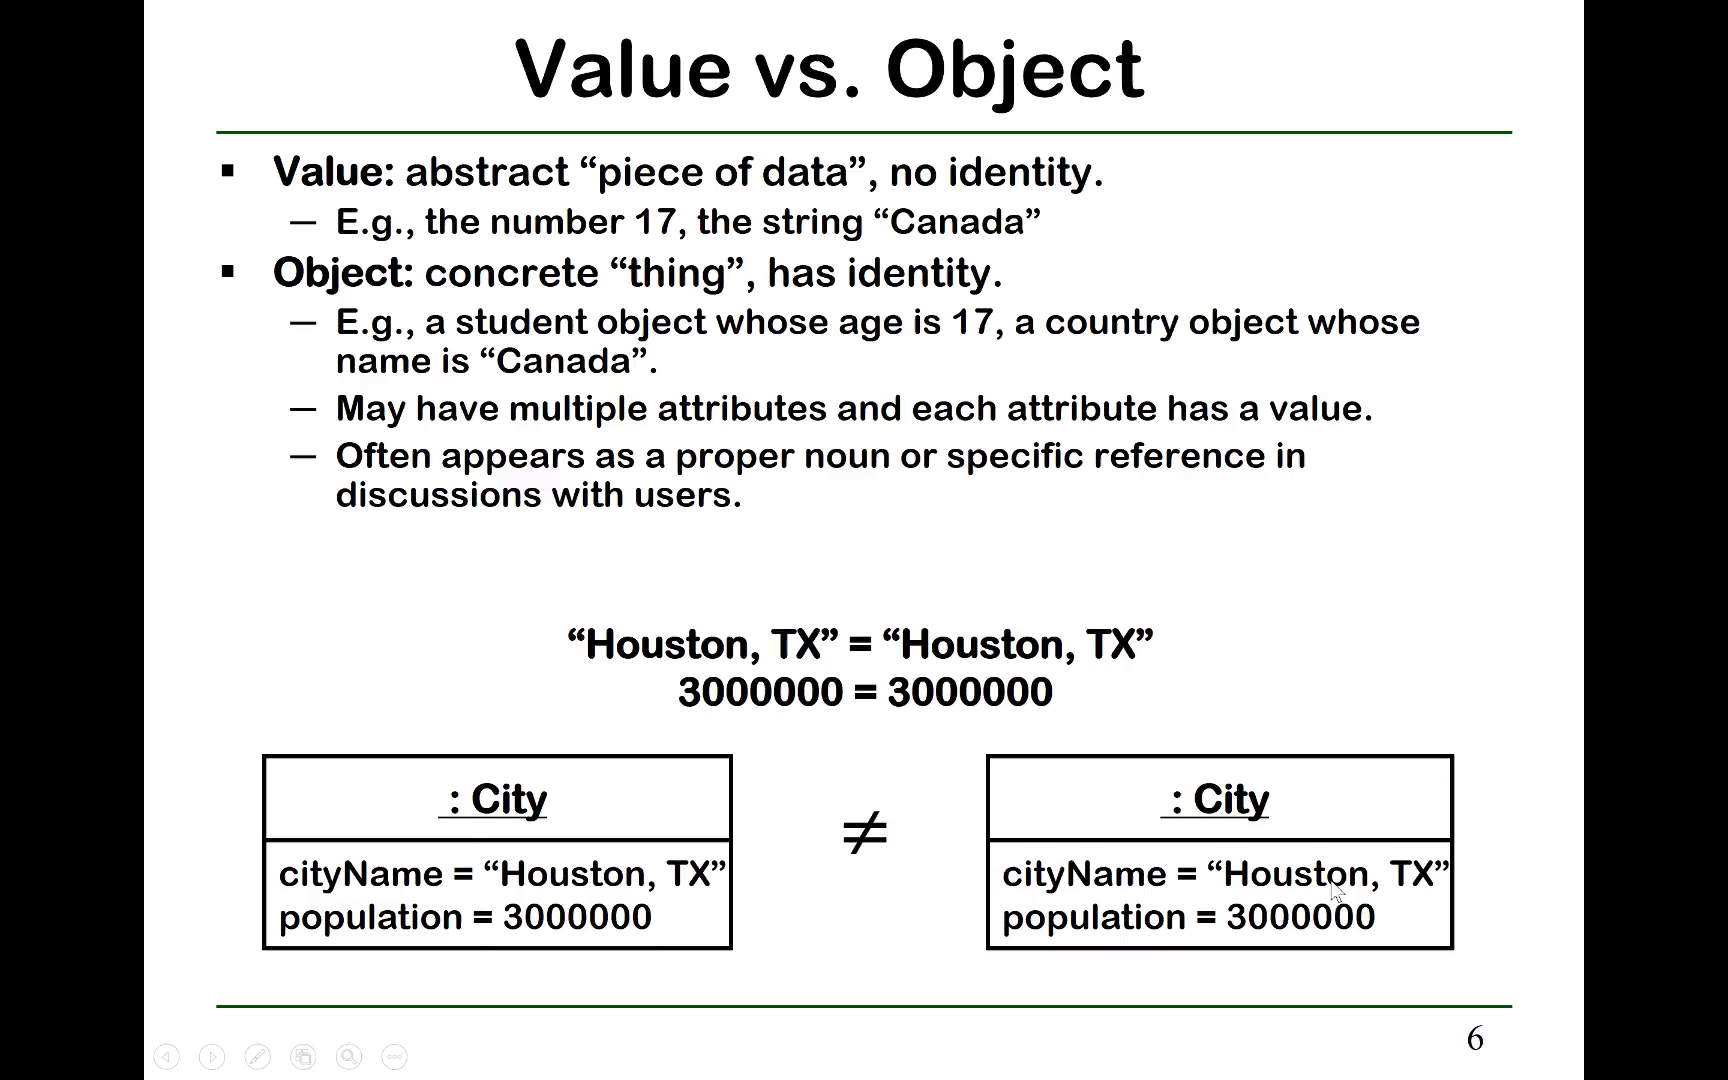 Value vs. Object
▪ Value: abstract “piece of data”, no identity.
– E.g., the number 17, the string “Canada”
▪ Object: concrete “thing”, has identity.
– E.g., a student object whose age is 17, a country object whose
name is “Canada”.
– May have multiple attributes and each attribute has a value.
– Often appears as a proper noun or specific reference in
discussions with users.
“Houston, TX” = “Houston, TX”
3000000 = 3000000
: City
cityName = “Houston, TX”
population = 3000000
≠
: City
cityName = “Houston, TX”
population = 3000000
6